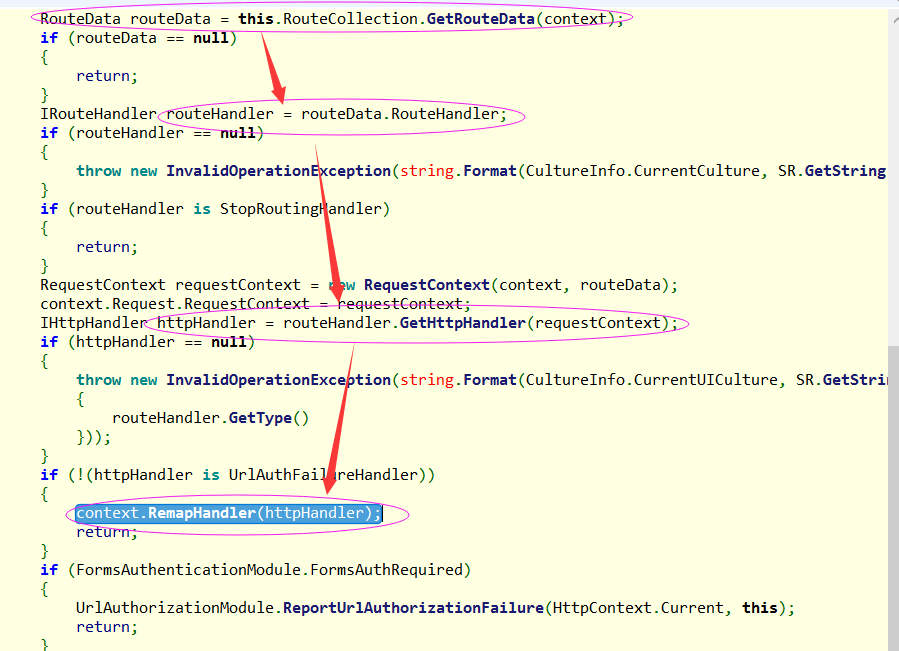 RouteData routeData = this.RouteCollection.GetRouteData(context);
if (routeData == null)
{
return;
}
IRouteHandler routeHandler = routeData.RouteHandler;
if (routeHandler == null)
{
throw new InvalidOperationException(string.Format(CultureInfo.CurrentCulture, SR.GetString
}
if (routeHandler is StopRoutingHandler)
{
return;
}
RequestContext requestContext = new RequestContext(context, routeData);
context.Request.RequestContext = requestContext;
IHttpHandler httpHandler = routeHandler.GetHttpHandler(requestContext);
if (httpHandler == null)
{
throw new InvalidOperationException(string.Format(CultureInfo.CurrentUICulture, SR.GetStri
{
routeHandler.GetType()
}));
}
if (!(httpHandler is UrlAuthFailureHandler))
{
context.RemapHandler(httpHandler);
return;
}
if (FormsAuthenticationModule.FormsAuthRequired)
{
UrlAuthorizationModule.ReportUrlAuthorizationFailure(HttpContext.Current, this);
return;
}